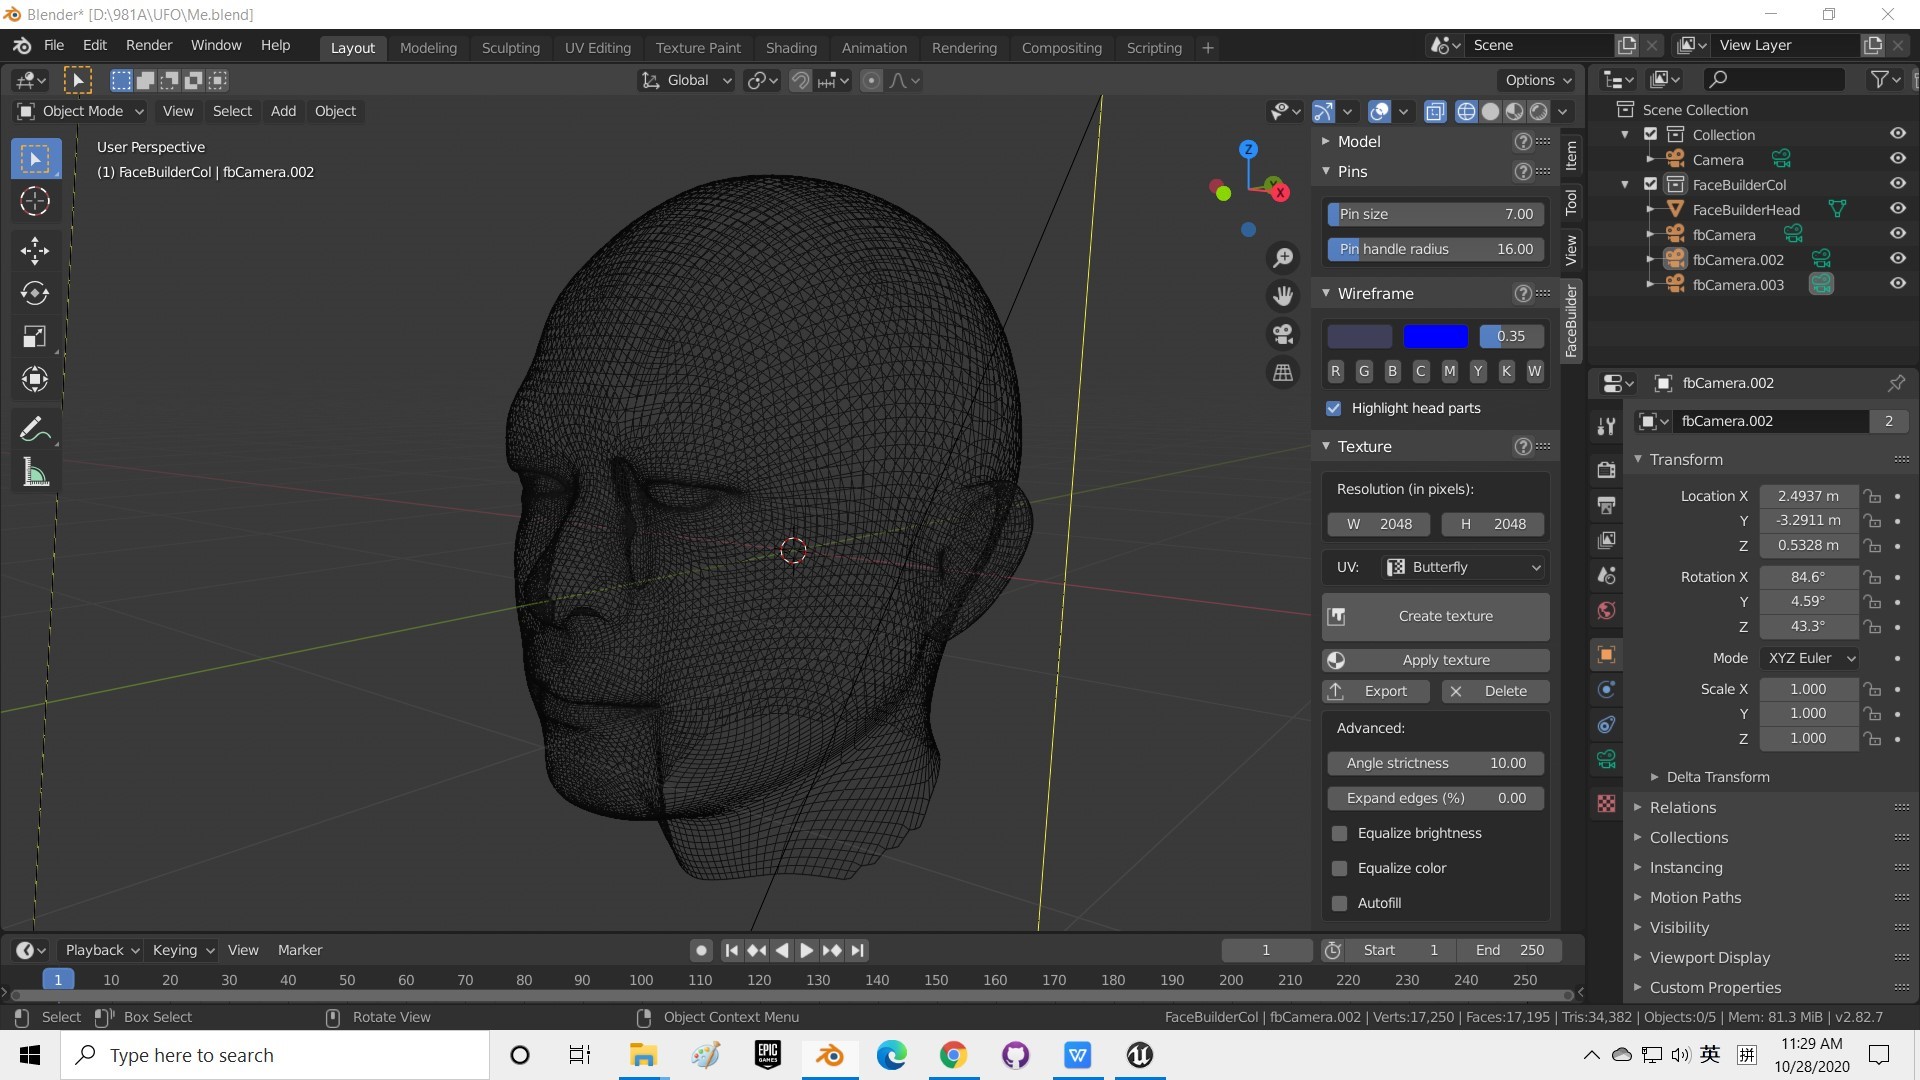 Blender* [D:\981A\UFO\Me.blend]
File Edit Render Window Help
Layout Modeling Sculpting UV Editing Texture Paint Shading Animation Rendering Compositing Scripting +
Scene
View Layer
Global
Options
Object Mode View Select Add Object
User Perspective
(1) FaceBuilderCol | fbCamera.002
Z
Y
X
Model
Pins
Pin size 7.00
Pin handle radius 16.00
Wireframe
0.35
R G B C M Y K W
Highlight head parts
Texture
Resolution (in pixels):
W 2048 H 2048
UV: Butterfly
Create texture
Apply texture
Export Delete
Advanced:
Angle strictness 10.00
Expand edges (%) 0.00
Equalize brightness
Equalize color
Autofill
Item
Tool
View
FaceBuilder
Scene Collection
Collection
Camera
FaceBuilderCol
FaceBuilderHead
fbCamera
fbCamera.002
fbCamera.003
fbCamera.002
fbCamera.002 2
Transform
Location X 2.4937 m
Y -3.2911 m
Z 0.5328 m
Rotation X 84.6°
Y 4.59°
Z 43.3°
Mode XYZ Euler
Scale X 1.000
Y 1.000
Z 1.000
Delta Transform
Relations
Collections
Instancing
Motion Paths
Visibility
Viewport Display
Custom Properties
Playback Keying View Marker
1 Start 1 End 250
1 10 20 30 40 50 60 70 80 90 100 110 120 130 140 150 160 170 180 190 200 210 220 230 240 250
Select Box Select Rotate View Object Context Menu
FaceBuilderCol | fbCamera.002 | Verts:17,250 | Faces:17,195 | Tris:34,382 | Objects:0/5 | Mem: 81.3 MiB | v2.82.7
Type here to search
EPIC GAMES
W
英
拼
11:29 AM
10/28/2020